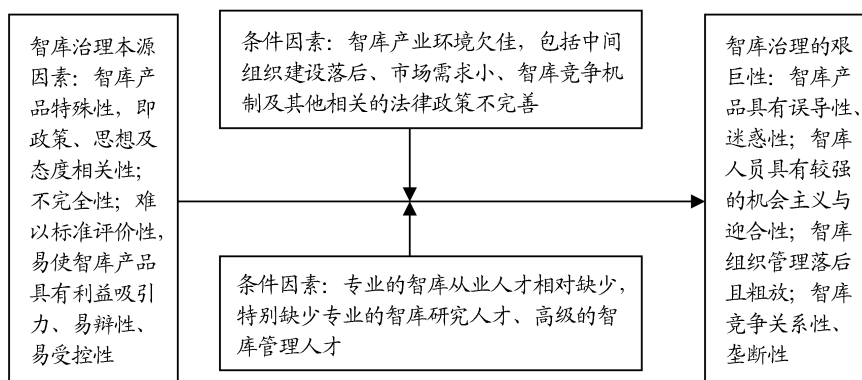 智库治理本源
因素：智库产
品特殊性，即
政策、思想及
态度相关性；
不完全性；难
以标准评价性，
易使智库产品
具有利益吸引
力、易辩性、
易受控性
条件因素：智库产业环境欠佳，包括中间
组织建设落后、市场需求小、智库竞争机
制及其他相关的法律政策不完善
条件因素：专业的智库从业人才相对缺少，
特别缺少专业的智库研究人才、高级的智
库管理人才
智库治理的艰
巨性：智库产
品具有误导性、
迷惑性；智库
人员具有较强
的机会主义与
迎合性；智库
组织管理落后
且粗放；智库
竞争关系性、
垄断性